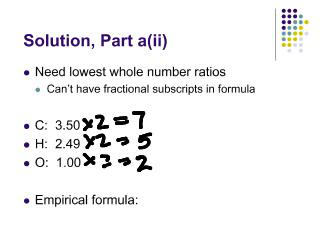 Solution, Part a(ii)
Need lowest whole number ratios
Can't have fractional subscripts in formula
C: 3.50 x2 = 7
H: 2.49 x2 = 5
O: 1.00 x2 = 2
Empirical formula: